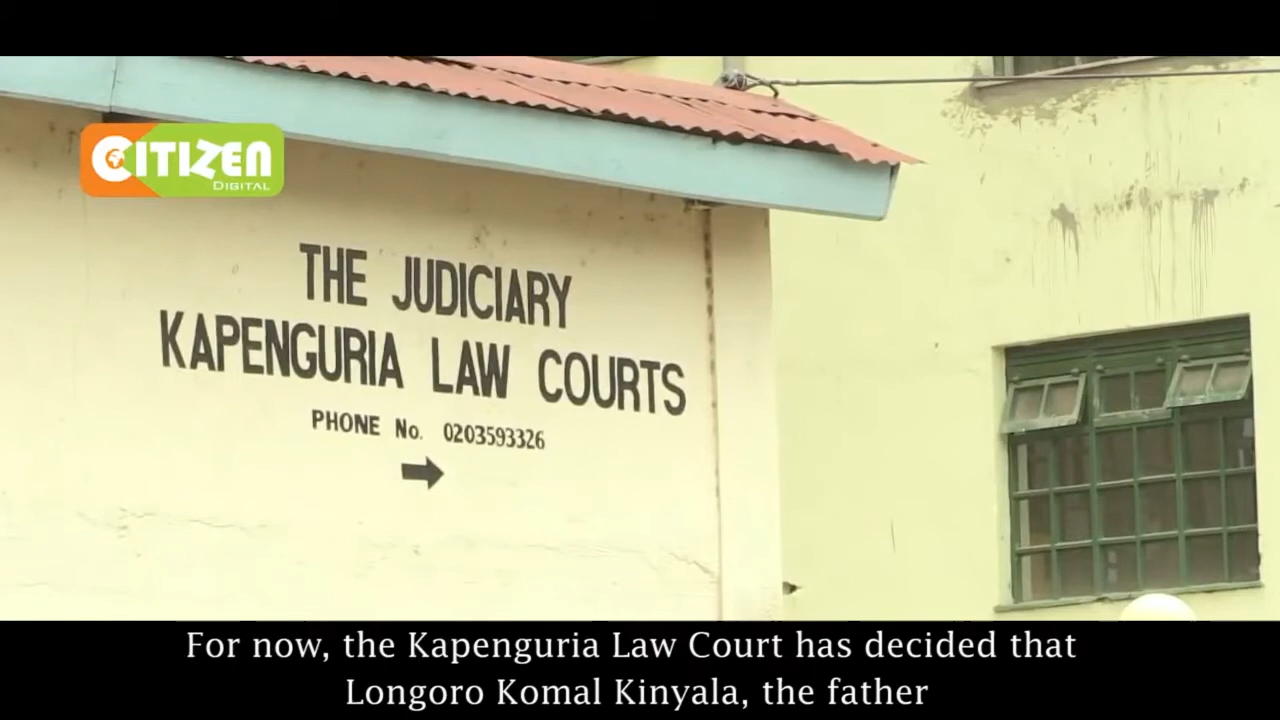 CITIZEN
DIGITAL
THE JUDICIARY
KAPENGURIA LAW COURTS
PHONE No. 0203593326
For now, the Kapenguria Law Court has decided that
Longoro Komal Kinyala, the father